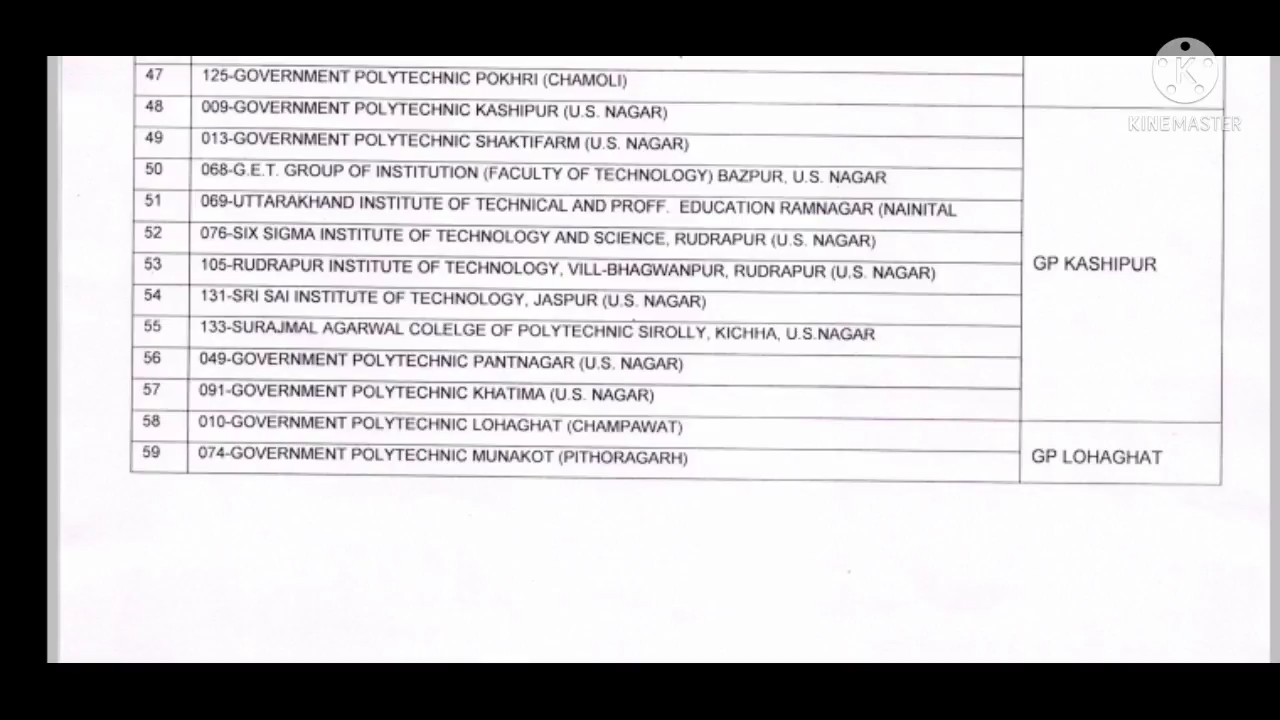 K
KINEMASTER
47 125-GOVERNMENT POLYTECHNIC POKHRI (CHAMOLI)
48 009-GOVERNMENT POLYTECHNIC KASHIPUR (U.S. NAGAR)
49 013-GOVERNMENT POLYTECHNIC SHAKTIFARM (U.S. NAGAR)
50 068-G.E.T. GROUP OF INSTITUTION (FACULTY OF TECHNOLOGY) BAZPUR, U.S. NAGAR
51 069-UTTARAKHAND INSTITUTE OF TECHNICAL AND PROFF. EDUCATION RAMNAGAR (NAINITAL
52 076-SIX SIGMA INSTITUTE OF TECHNOLOGY AND SCIENCE, RUDRAPUR (U.S. NAGAR)
53 105-RUDRAPUR INSTITUTE OF TECHNOLOGY, VILL-BHAGWANPUR, RUDRAPUR (U.S. NAGAR)
GP KASHIPUR
54 131-SRI SAI INSTITUTE OF TECHNOLOGY, JASPUR (U.S. NAGAR)
55 133-SURAJMAL AGARWAL COLELGE OF POLYTECHNIC SIROLLY, KICHHA, U.S.NAGAR
56 049-GOVERNMENT POLYTECHNIC PANTNAGAR (U.S. NAGAR)
57 091-GOVERNMENT POLYTECHNIC KHATIMA (U.S. NAGAR)
58 010-GOVERNMENT POLYTECHNIC LOHAGHAT (CHAMPAWAT)
59 074-GOVERNMENT POLYTECHNIC MUNAKOT (PITHORAGARH)
GP LOHAGHAT